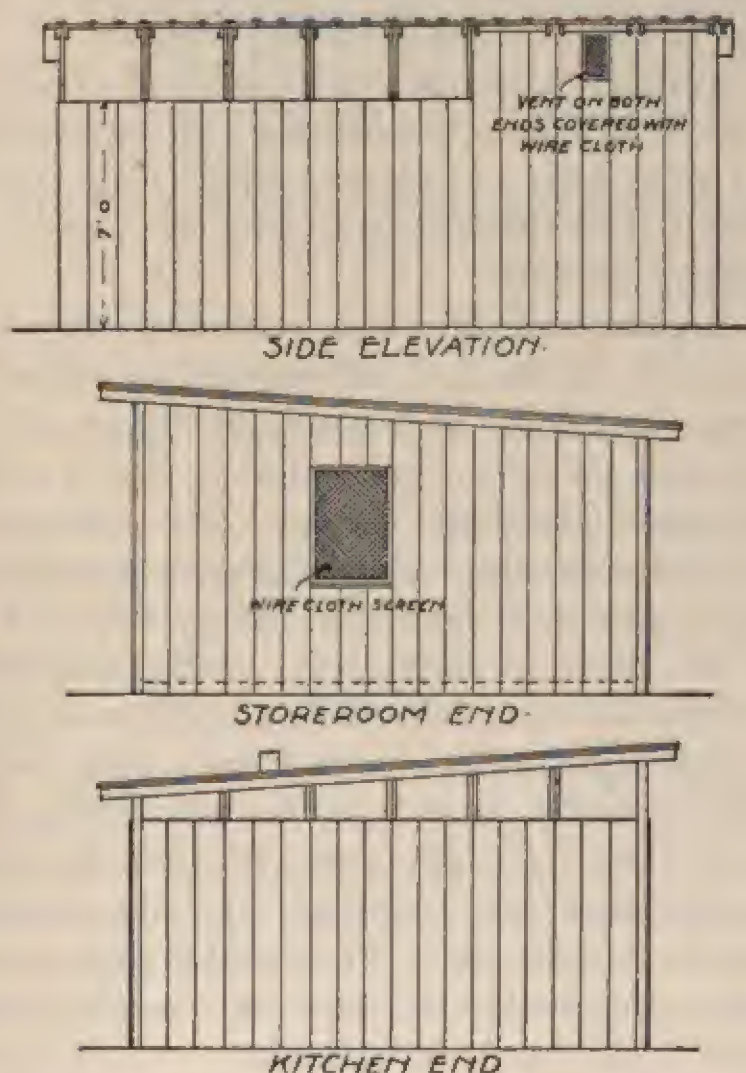 VENT ON BOTH
ENDS COVERED WITH
WIRE CLOTH
7'0
SIDE ELEVATION.
WIRE CLOTH SCREEN
STOREROOM END.
KITCHEN END